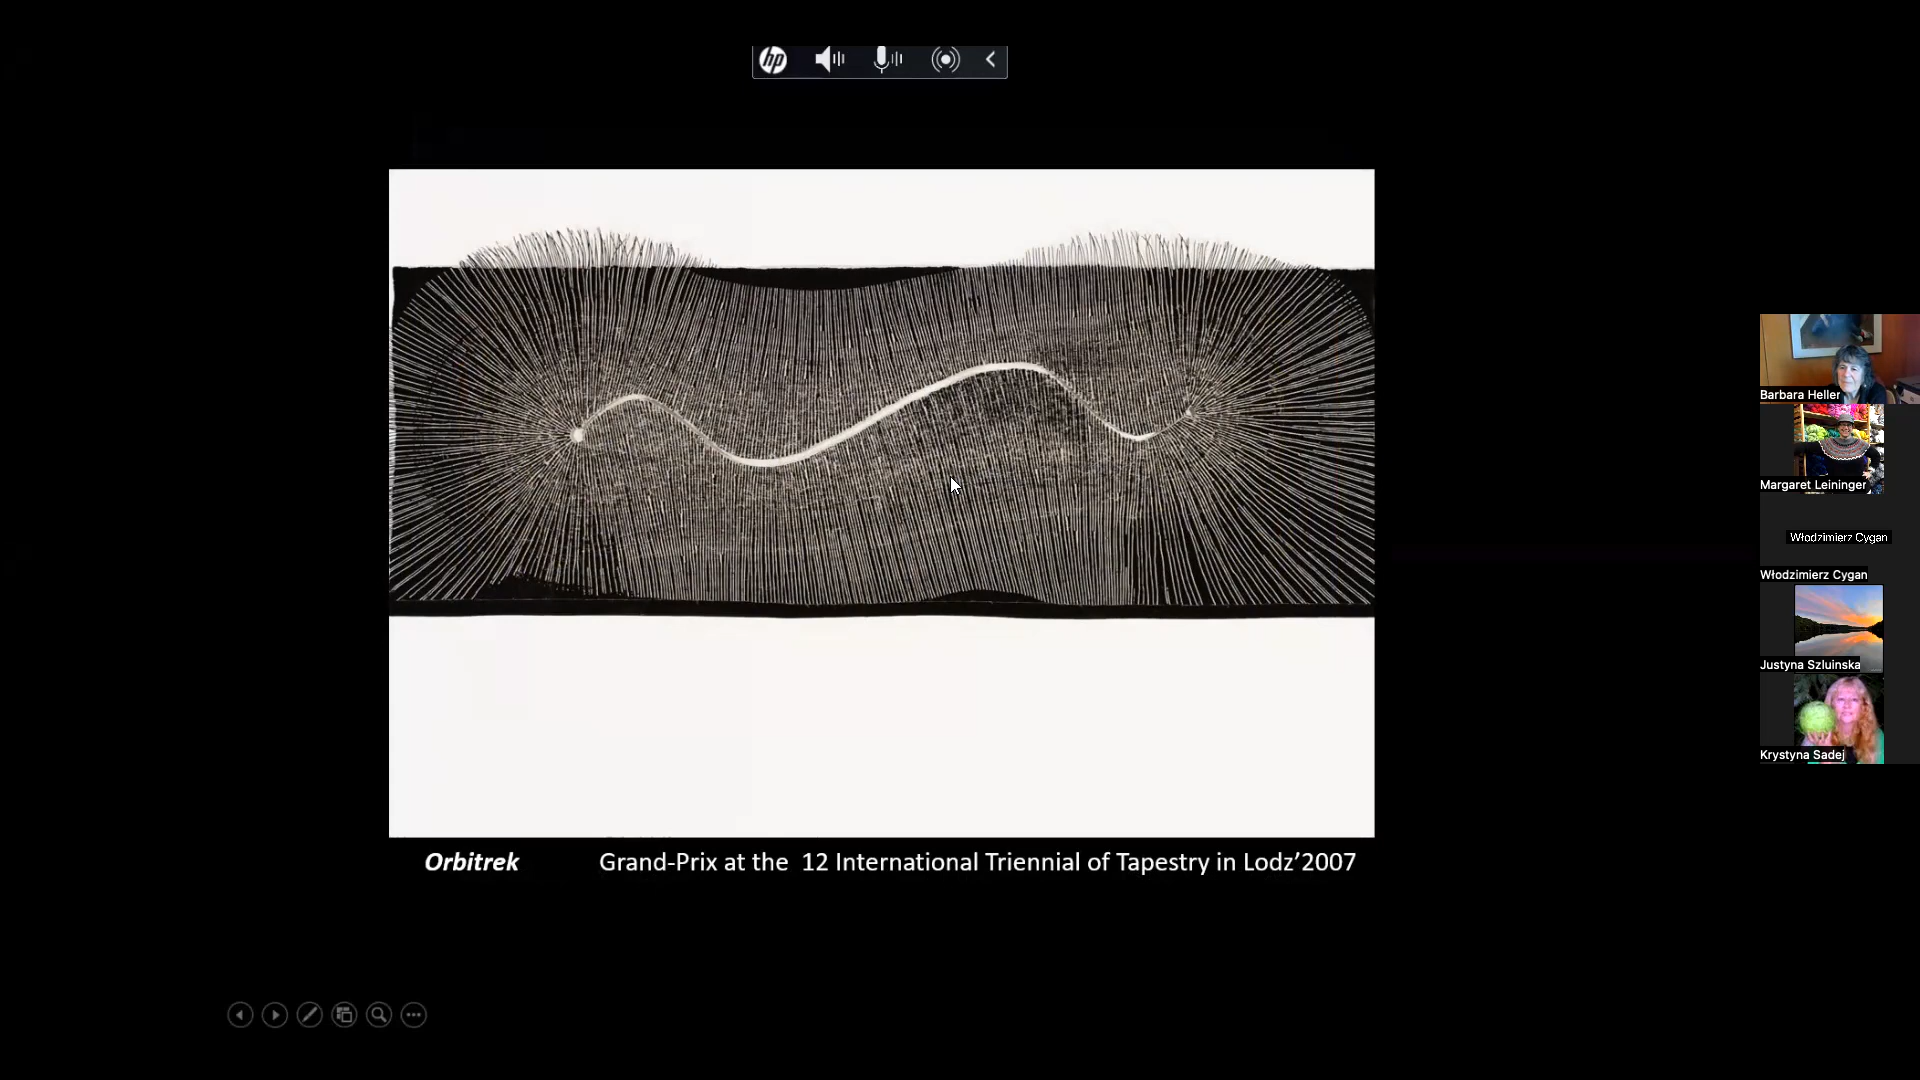 hp
Orbitrek Grand-Prix at the 12 International Triennial of Tapestry in Lodz’2007
Barbara Heller
Margaret Leininger
Włodzimierz Cygan
Włodzimierz Cygan
Justyna Szluinska
Krystyna Sadej